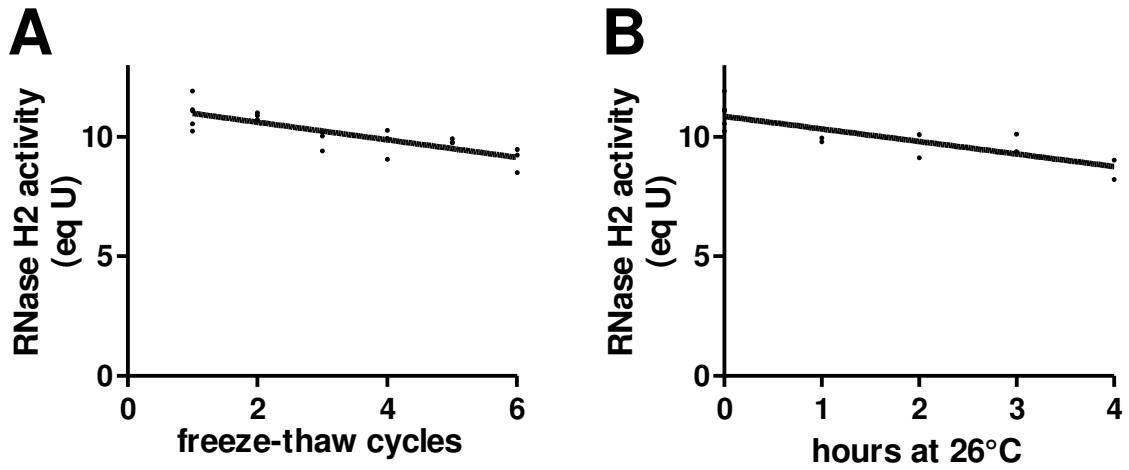 A
RNase H2 activity
(eq U)
10
5
0
0 2 4 6
freeze-thaw cycles
B
RNase H2 activity
(eq U)
10
5
0
0 1 2 3 4
hours at 26°C